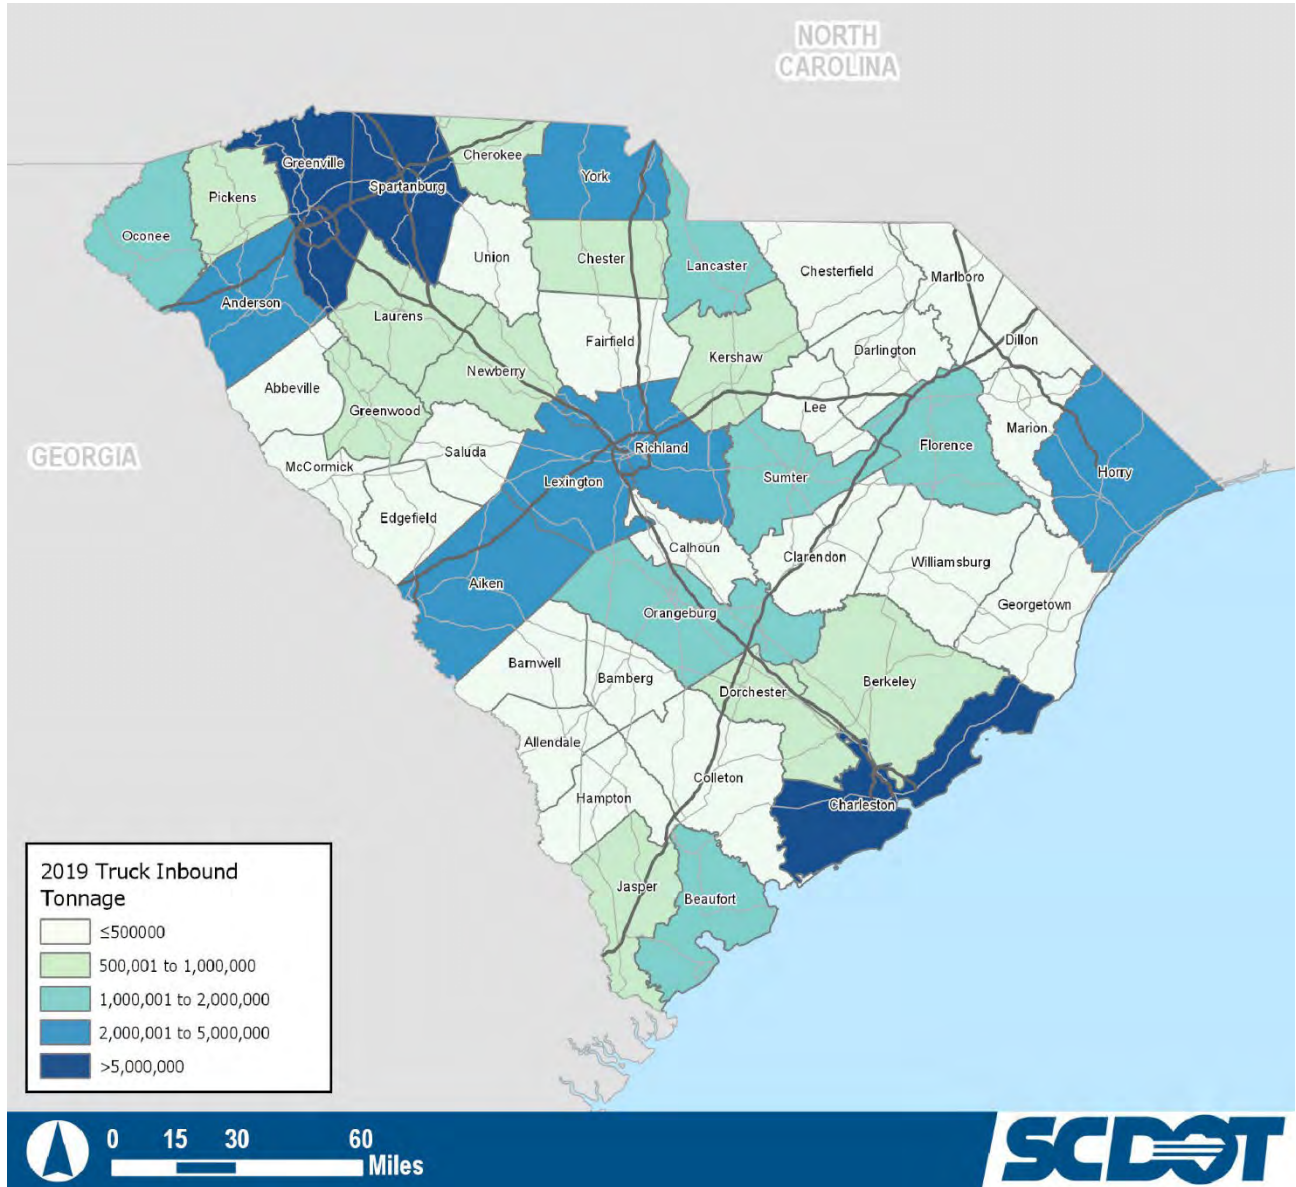 NORTH
CAROLINA
Greenville
Cherokee
Spartanburg
York
Pickens
Oconee
Union
Chester
Lancaster
Chesterfield
Marlboro
Anderson
Laurens
Fairfield
Kershaw
Darlington
Dillon
Newberry
Abbeville
Greenwood
Lee
Marion
GEORGIA
McCormick
Saluda
Richland
Florence
Horry
Lexington
Sumter
Edgefield
Calhoun
Clarendon
Williamsburg
Aiken
Orangeburg
Georgetown
Barnwell
Bamberg
Dorchester
Berkeley
Allendale
Colleton
Hampton
Charleston
Jasper
Beaufort
2019 Truck Inbound
Tonnage
≤500000
500,001 to 1,000,000
1,000,001 to 2,000,000
2,000,001 to 5,000,000
>5,000,000
0 15 30 60
Miles
SCDOT